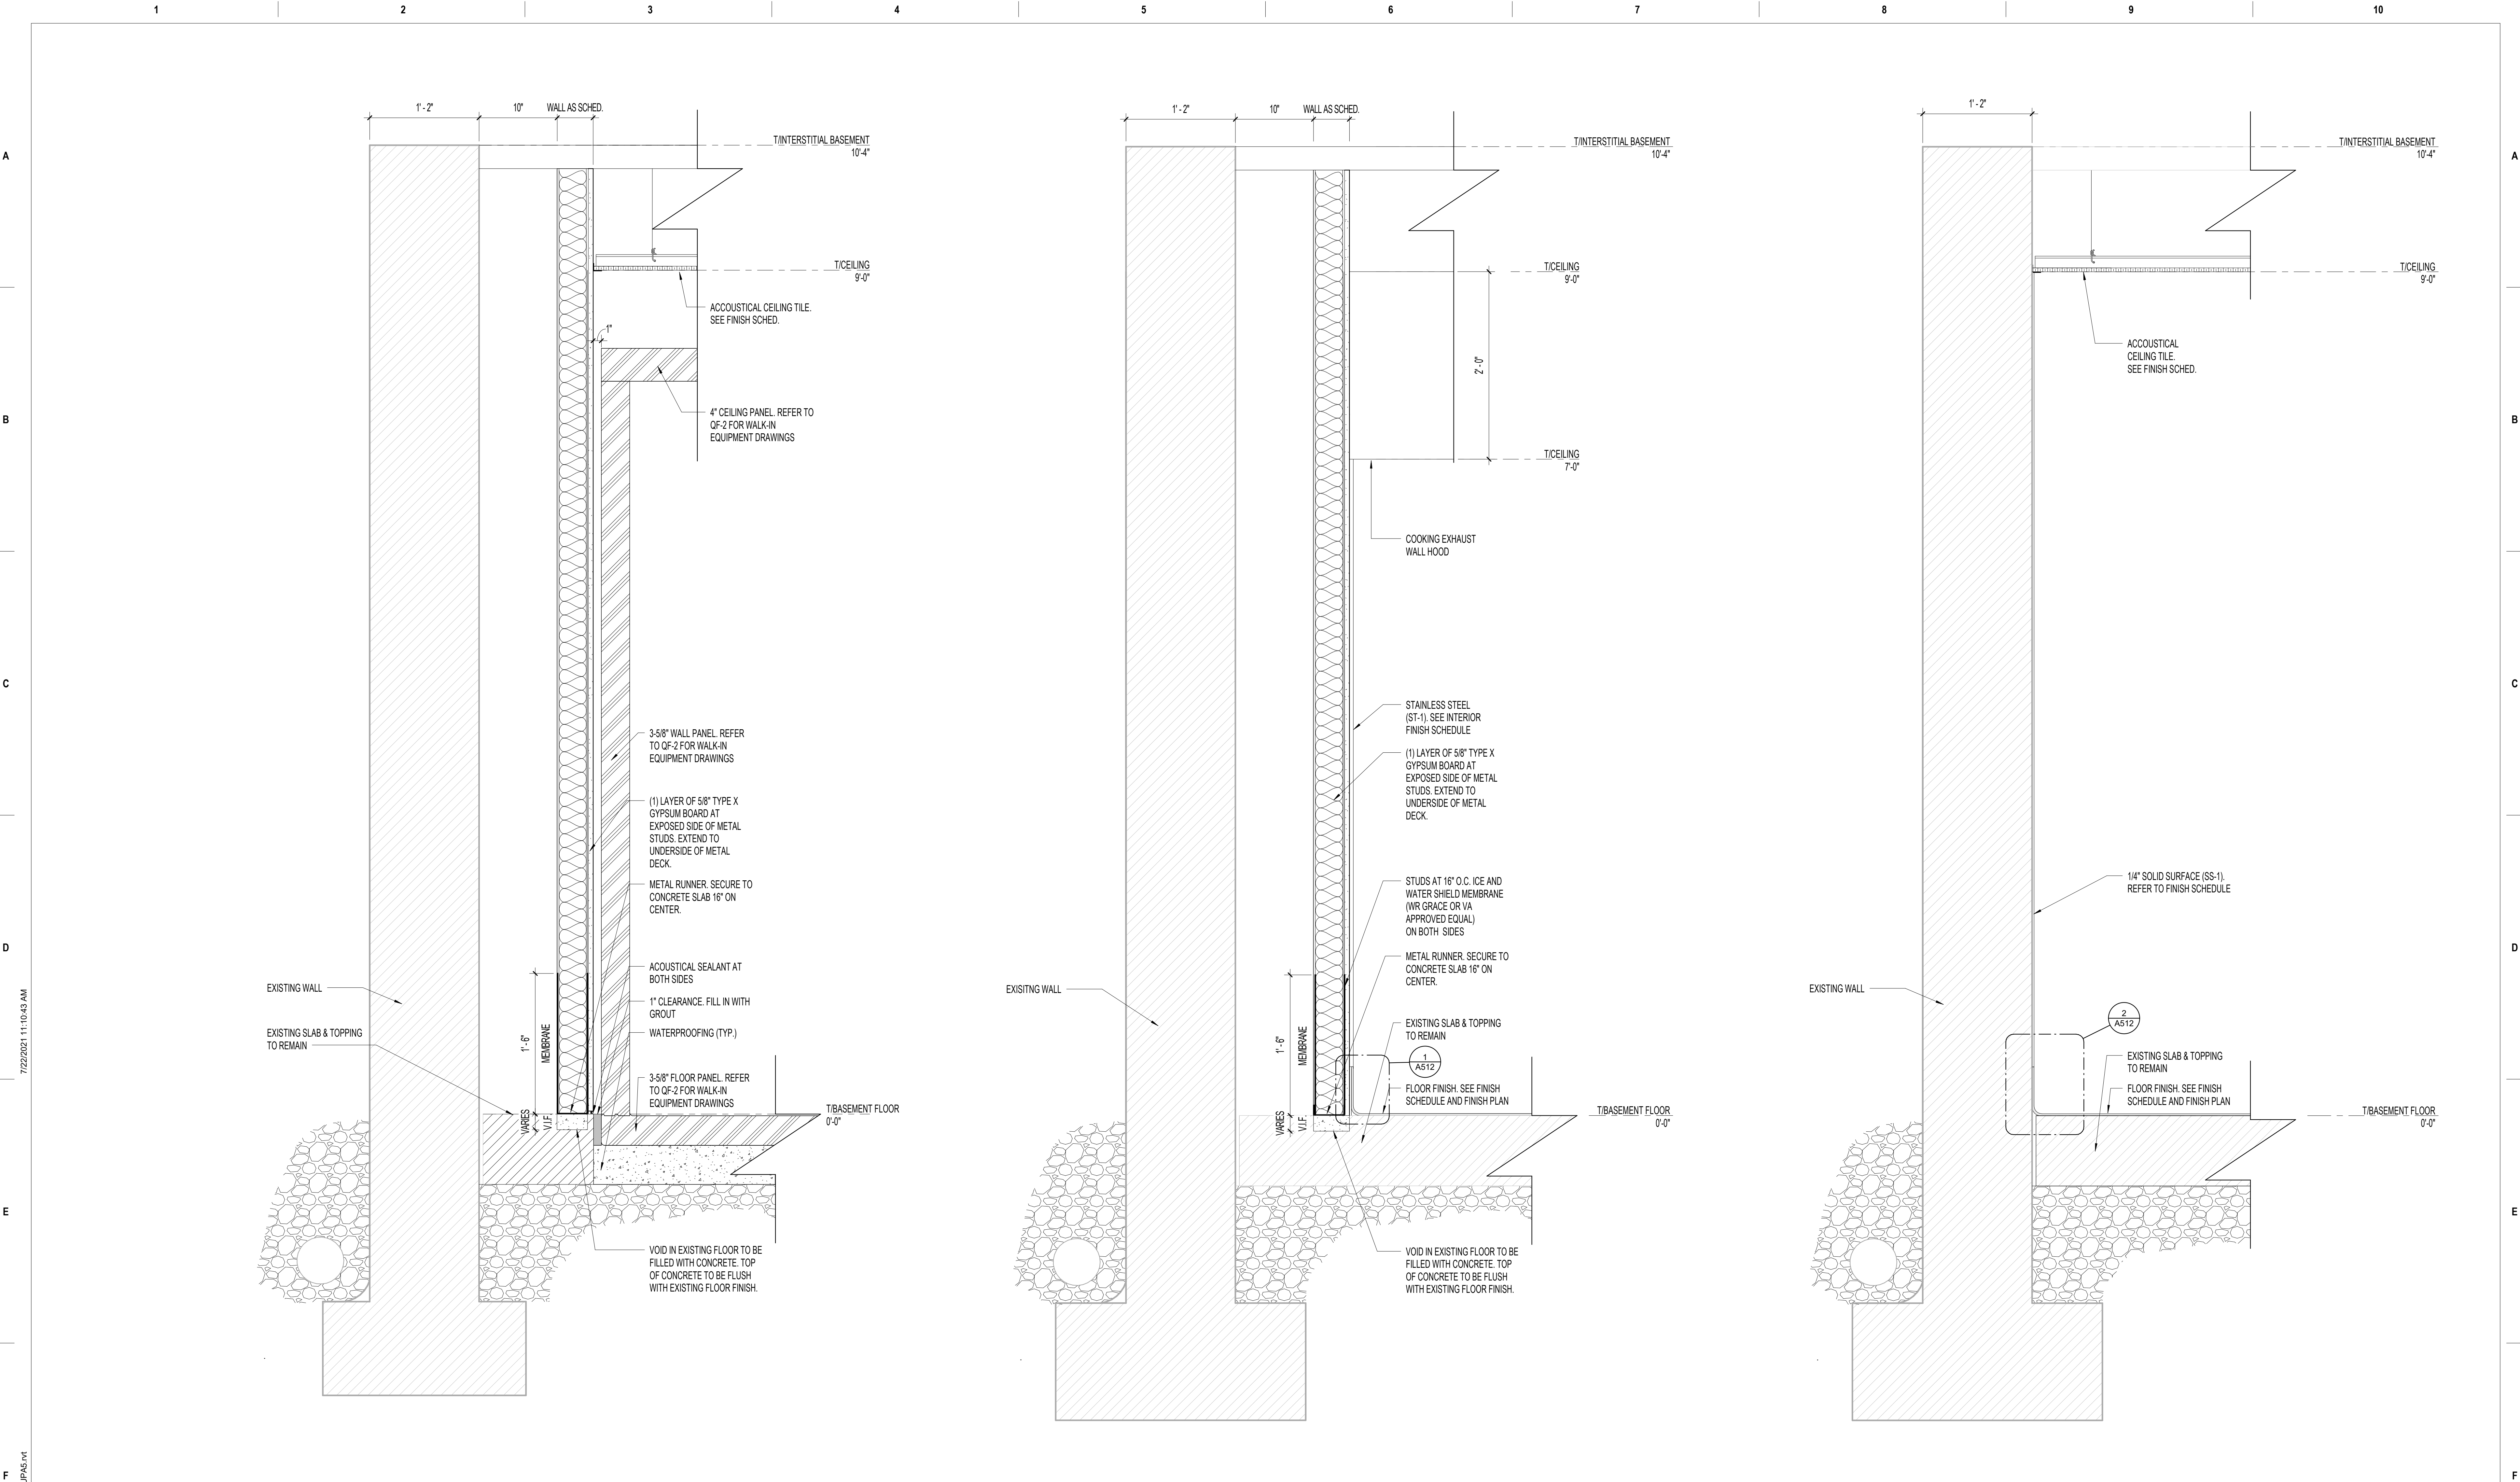 1 2 3 4 5 6 7 8 9 10
A
B
C
D
E
F
7/22/2021 11:10:43 AM
JPA5.rvt
1' - 2"
10"
WALL AS SCHED.
T/INTERSTITIAL BASEMENT
10'-4"
T/CEILING
9'-0"
ACCOUSTICAL CEILING TILE.
SEE FINISH SCHED.
1"
4" CEILING PANEL. REFER TO
QF-2 FOR WALK-IN
EQUIPMENT DRAWINGS
3-5/8" WALL PANEL. REFER
TO QF-2 FOR WALK-IN
EQUIPMENT DRAWINGS
(1) LAYER OF 5/8" TYPE X
GYPSUM BOARD AT
EXPOSED SIDE OF METAL
STUDS. EXTEND TO
UNDERSIDE OF METAL
DECK.
METAL RUNNER. SECURE TO
CONCRETE SLAB 16" ON
CENTER.
ACOUSTICAL SEALANT AT
BOTH SIDES
1" CLEARANCE. FILL IN WITH
GROUT
WATERPROOFING (TYP.)
3-5/8" FLOOR PANEL. REFER
TO QF-2 FOR WALK-IN
EQUIPMENT DRAWINGS
EXISTING WALL
EXISTING SLAB & TOPPING
TO REMAIN
1' - 6"
MEMBRANE
VARIES
V.I.F.
T/BASEMENT FLOOR
0'-0"
VOID IN EXISTING FLOOR TO BE
FILLED WITH CONCRETE. TOP
OF CONCRETE TO BE FLUSH
WITH EXISTING FLOOR FINISH.
1' - 2"
10"
WALL AS SCHED.
T/INTERSTITIAL BASEMENT
10'-4"
T/CEILING
9'-0"
2' - 0"
T/CEILING
7'-0"
COOKING EXHAUST
WALL HOOD
STAINLESS STEEL
(ST-1). SEE INTERIOR
FINISH SCHEDULE
(1) LAYER OF 5/8" TYPE X
GYPSUM BOARD AT
EXPOSED SIDE OF METAL
STUDS. EXTEND TO
UNDERSIDE OF METAL
DECK.
STUDS AT 16" O.C. ICE AND
WATER SHIELD MEMBRANE
(WR GRACE OR VA
APPROVED EQUAL)
ON BOTH SIDES
METAL RUNNER. SECURE TO
CONCRETE SLAB 16" ON
CENTER.
EXISITNG WALL
1' - 6"
MEMBRANE
VARIES
V.I.F.
EXISTING SLAB & TOPPING
TO REMAIN
1
A512
FLOOR FINISH. SEE FINISH
SCHEDULE AND FINISH PLAN
T/BASEMENT FLOOR
0'-0"
VOID IN EXISTING FLOOR TO BE
FILLED WITH CONCRETE. TOP
OF CONCRETE TO BE FLUSH
WITH EXISTING FLOOR FINISH.
1' - 2"
T/INTERSTITIAL BASEMENT
10'-4"
T/CEILING
9'-0"
ACCOUSTICAL
CEILING TILE.
SEE FINISH SCHED.
1/4" SOLID SURFACE (SS-1).
REFER TO FINISH SCHEDULE
EXISTING WALL
2
A512
EXISTING SLAB & TOPPING
TO REMAIN
FLOOR FINISH. SEE FINISH
SCHEDULE AND FINISH PLAN
T/BASEMENT FLOOR
0'-0"
A
B
C
D
E
F